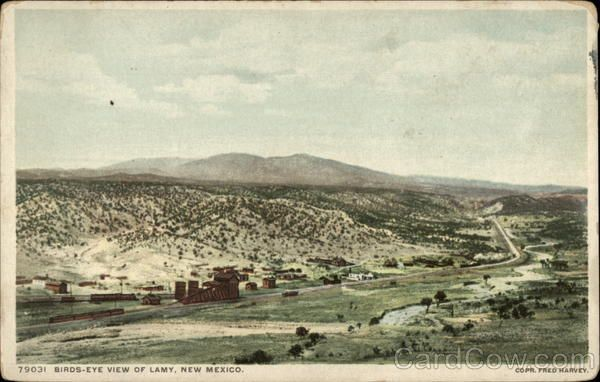 79031 BIRDS-EYE VIEW OF LAMY, NEW MEXICO.
COPR. FRED HARVEY.
CardCow.com